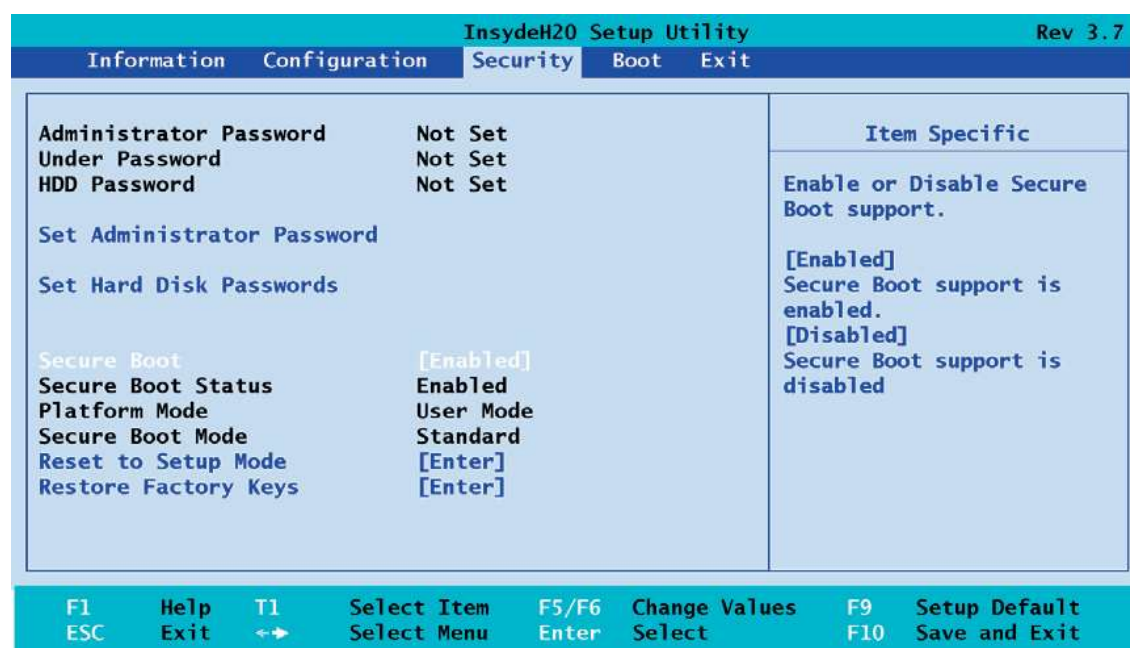 InsydeH20 Setup Utility Rev 3.7
Information Configuration Security Boot Exit
Administrator Password Not Set
Under Password Not Set
HDD Password Not Set
Set Administrator Password
Set Hard Disk Passwords
Secure Boot [Enabled]
Secure Boot Status Enabled
Platform Mode User Mode
Secure Boot Mode Standard
Reset to Setup Mode [Enter]
Restore Factory Keys [Enter]
Item Specific
Enable or Disable Secure
Boot support.
[Enabled]
Secure Boot support is
enabled.
[Disabled]
Secure Boot support is
disabled
F1 Help T1 Select Item F5/F6 Change Values F9 Setup Default
ESC Exit ←→ Select Menu Enter Select F10 Save and Exit